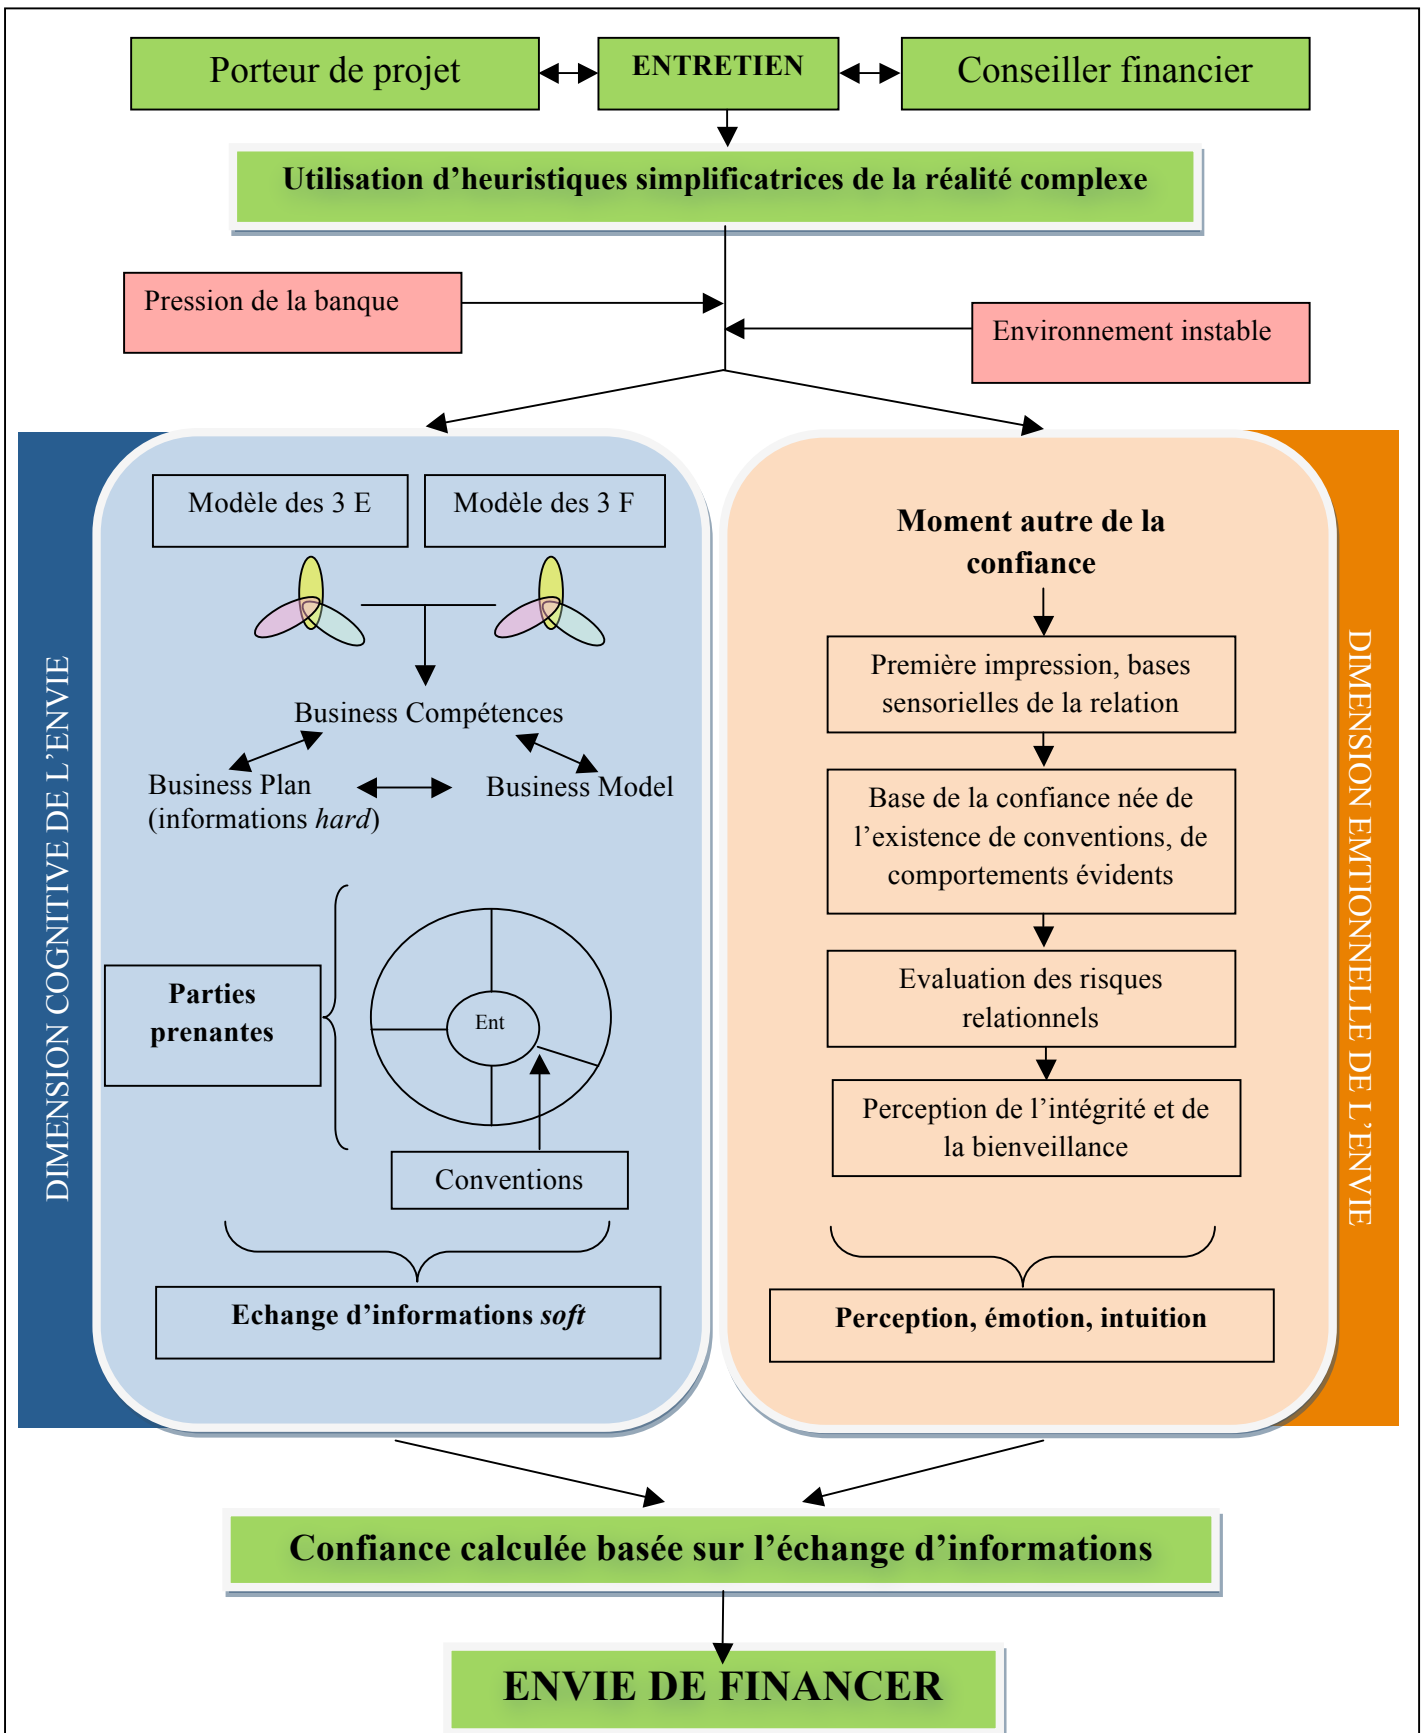 Porteur de projet
ENTRETIEN
Conseiller financier
Utilisation d’heuristiques simplificatrices de la réalité complexe
Pression de la banque
Environnement instable
DIMENSION COGNITIVE DE L’ENVIE
Modèle des 3 E
Modèle des 3 F
Business Compétences
Business Plan
(informations hard)
Business Model
Parties
prenantes
Ent
Conventions
Echange d’informations soft
Moment autre de la
confiance
Première impression, bases
sensorielles de la relation
Base de la confiance née de
l’existence de conventions, de
comportements évidents
Evaluation des risques
relationnels
Perception de l’intégrité et de
la bienveillance
Perception, émotion, intuition
DIMENSION EMTIONNELLE DE L’ENVIE
Confiance calculée basée sur l’échange d’informations
ENVIE DE FINANCER